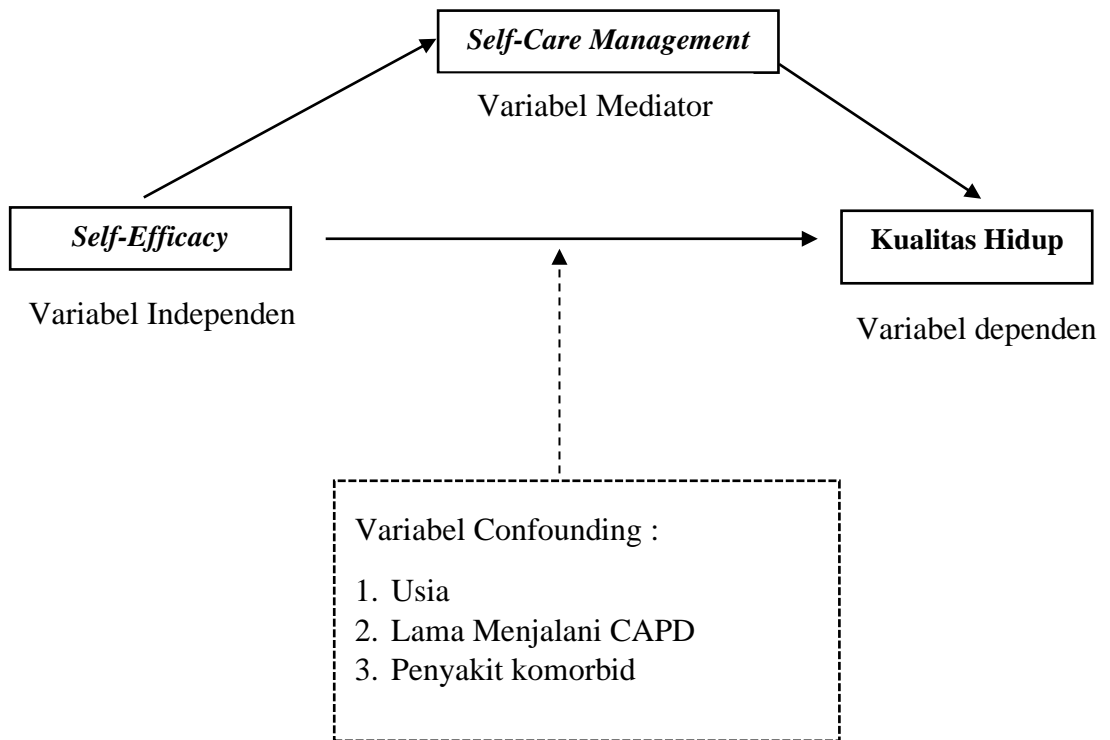 Self-Care Management
Variabel Mediator
Self-Efficacy
Kualitas Hidup
Variabel Independen
Variabel dependen
Variabel Confounding :
1. Usia
2. Lama Menjalani CAPD
3. Penyakit komorbid